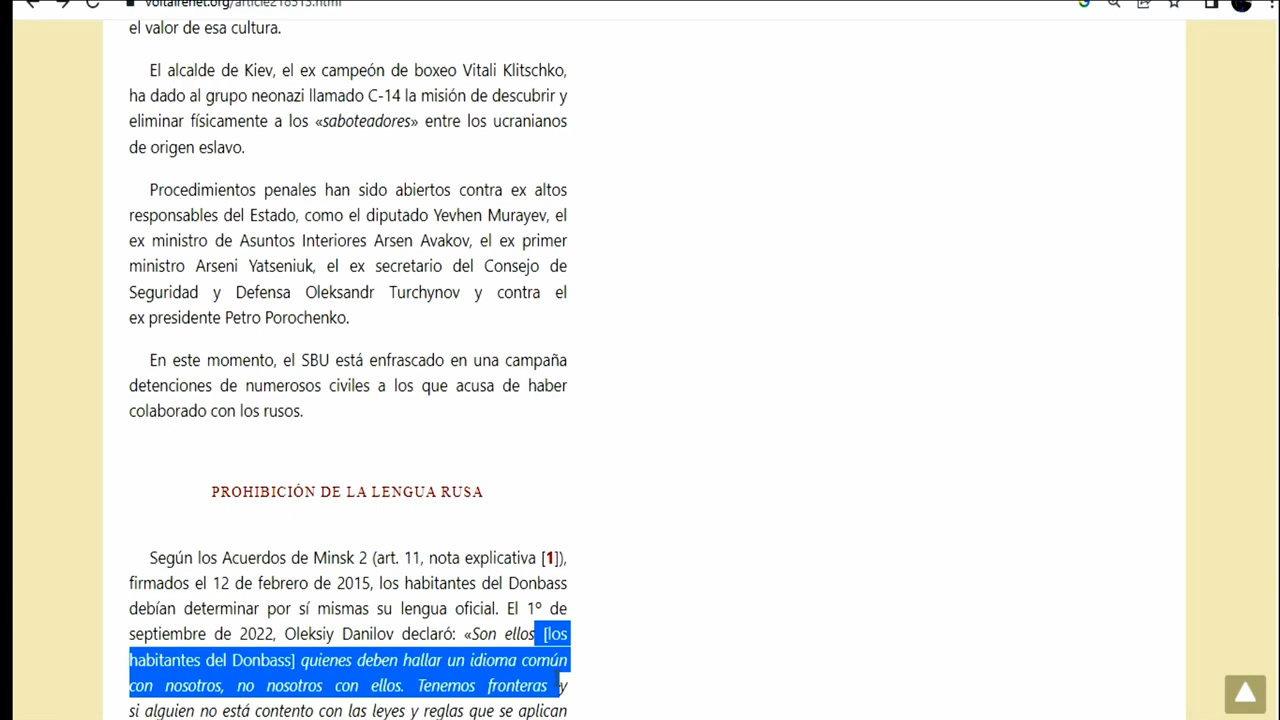 voltairenet.org/article218513.html
el valor de esa cultura.
El alcalde de Kiev, el ex campeón de boxeo Vitali Klitschko,
ha dado al grupo neonazi llamado C-14 la misión de descubrir y
eliminar físicamente a los «saboteadores» entre los ucranianos
de origen eslavo.
Procedimientos penales han sido abiertos contra ex altos
responsables del Estado, como el diputado Yevhen Murayev, el
ex ministro de Asuntos Interiores Arsen Avakov, el ex primer
ministro Arseni Yatseniuk, el ex secretario del Consejo de
Seguridad y Defensa Oleksandr Turchynov y contra el
ex presidente Petro Porochenko.
En este momento, el SBU está enfrascado en una campaña
detenciones de numerosos civiles a los que acusa de haber
colaborado con los rusos.
PROHIBICIÓN DE LA LENGUA RUSA
Según los Acuerdos de Minsk 2 (art. 11, nota explicativa [1]),
firmados el 12 de febrero de 2015, los habitantes del Donbass
debían determinar por sí mismas su lengua oficial. El 1º de
septiembre de 2022, Oleksiy Danilov declaró: «Son ellos [los
habitantes del Donbass] quienes deben hallar un idioma común
con nosotros, no nosotros con ellos. Tenemos fronteras y
si alguien no está contento con las leyes y reglas que se aplican